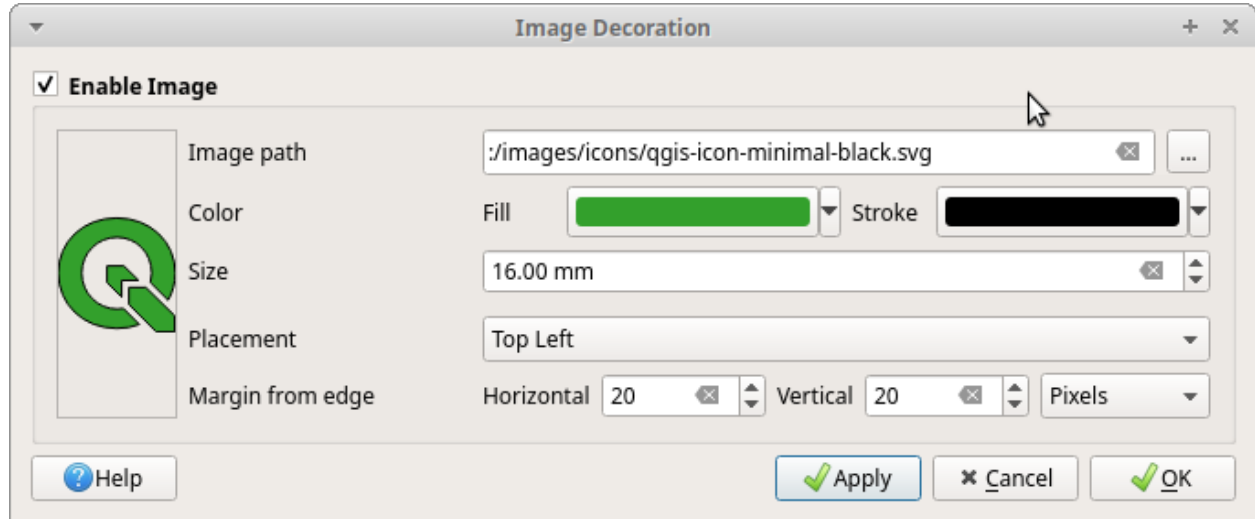 Image Decoration
Enable Image
Image path :/images/icons/qgis-icon-minimal-black.svg ...
Color Fill Stroke
Size 16.00 mm
Placement Top Left
Margin from edge Horizontal 20 Vertical 20 Pixels
Help Apply Cancel OK